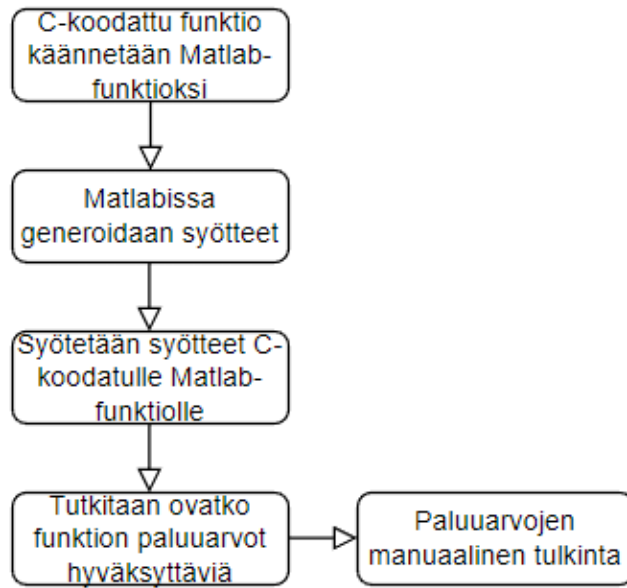 C-koodattu funktio
käännetään Matlab-
funktioksi
Matlabissa
generoidaan syötteet
Syötetään syötteet C-
koodatulle Matlab-
funktiolle
Tutkitaan ovatko
funktion paluuarvot
hyväksyttäviä
Paluuarvojen
manuaalinen tulkinta